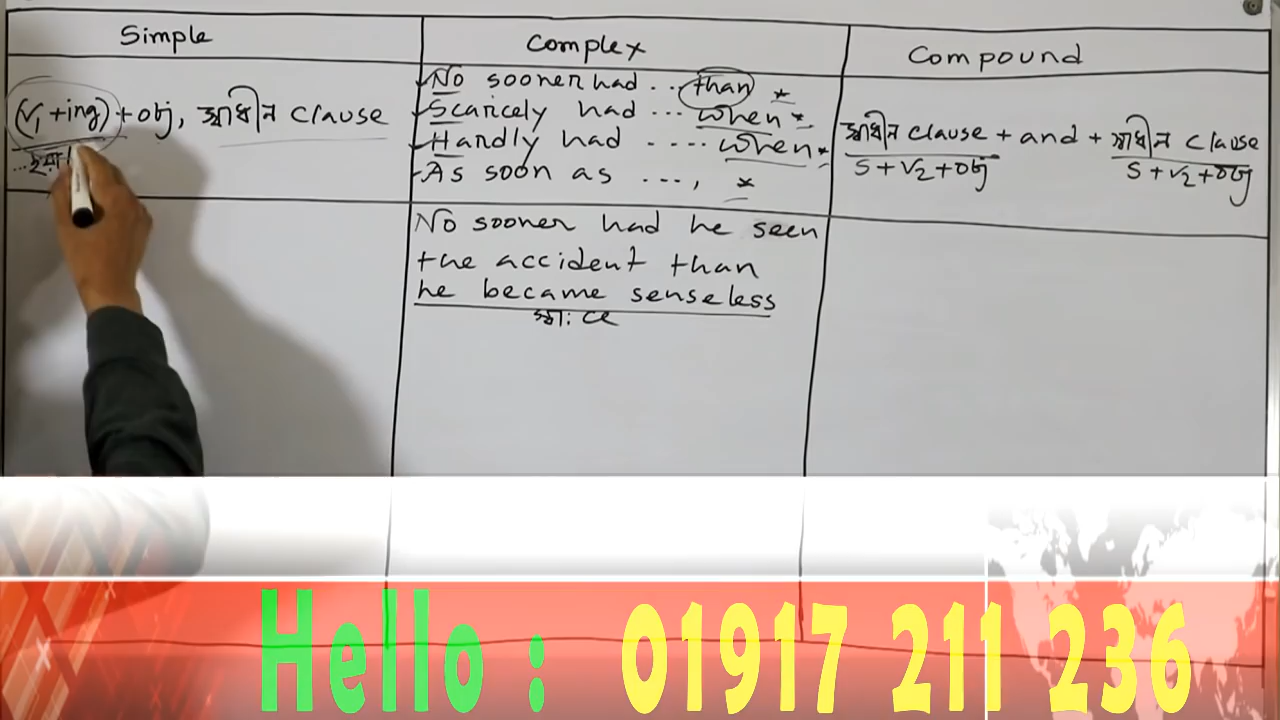 Simple
Complex
Compound
(V₁ +ing) + obj, স্বাধীন clause
No sooner had ... than *
Scaricely had ... when *
Hardly had .... when *
As soon as ..., *
স্বাধীন clause + and + স্বাধীন clause
S + V₂ + obj
S + V₂ + obj
No sooner had he seen
the accident than
he became senseless
স্বা: cl
Hello : 01917 211 236